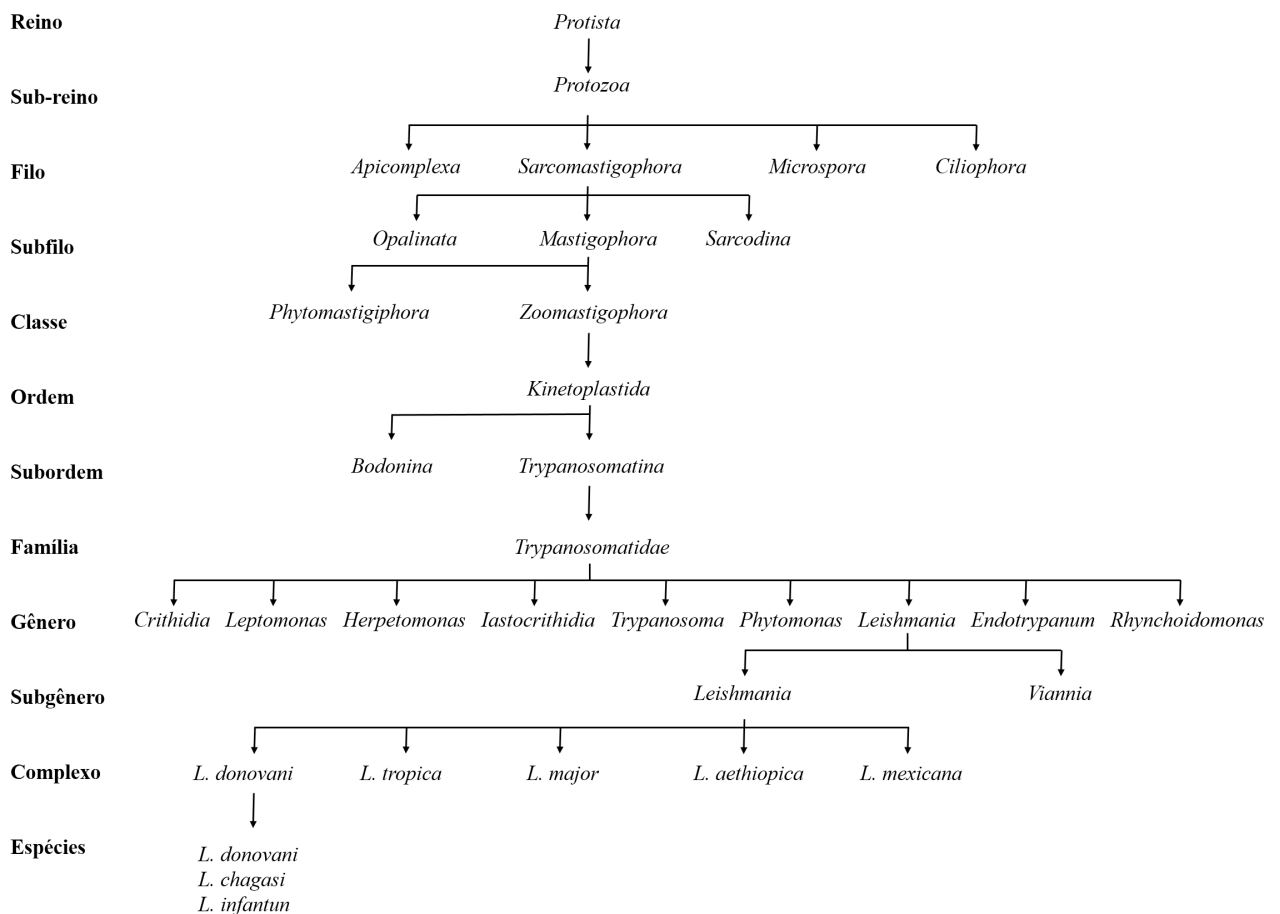 Reino Protista
Sub-reino Protozoa
Filo Apicomplexa Sarcomastigophora Microspora Ciliophora
Subfilo Opalinata Mastigophora Sarcodina
Classe Phytomastigiphora Zoomastigophora
Ordem Kinetoplastida
Subordem Bodonina Trypanosomatina
Família Trypanosomatidae
Gênero Crithidia Leptomonas Herpetomonas Iastocrithidia Trypanosoma Phytomonas Leishmania Endotrypanum Rhynchoidomonas
Subgênero Leishmania Viannia
Complexo L. donovani L. tropica L. major L. aethiopica L. mexicana
Espécies L. donovani
L. chagasi
L. infantun